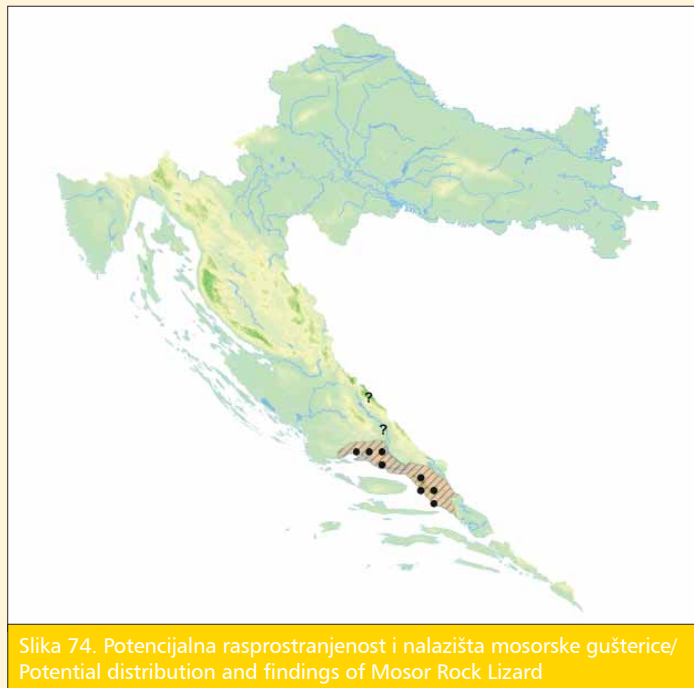 ?
?
Slika 74. Potencijalna rasprostranjenost i nalazišta mosorske gušterice/
Potential distribution and findings of Mosor Rock Lizard